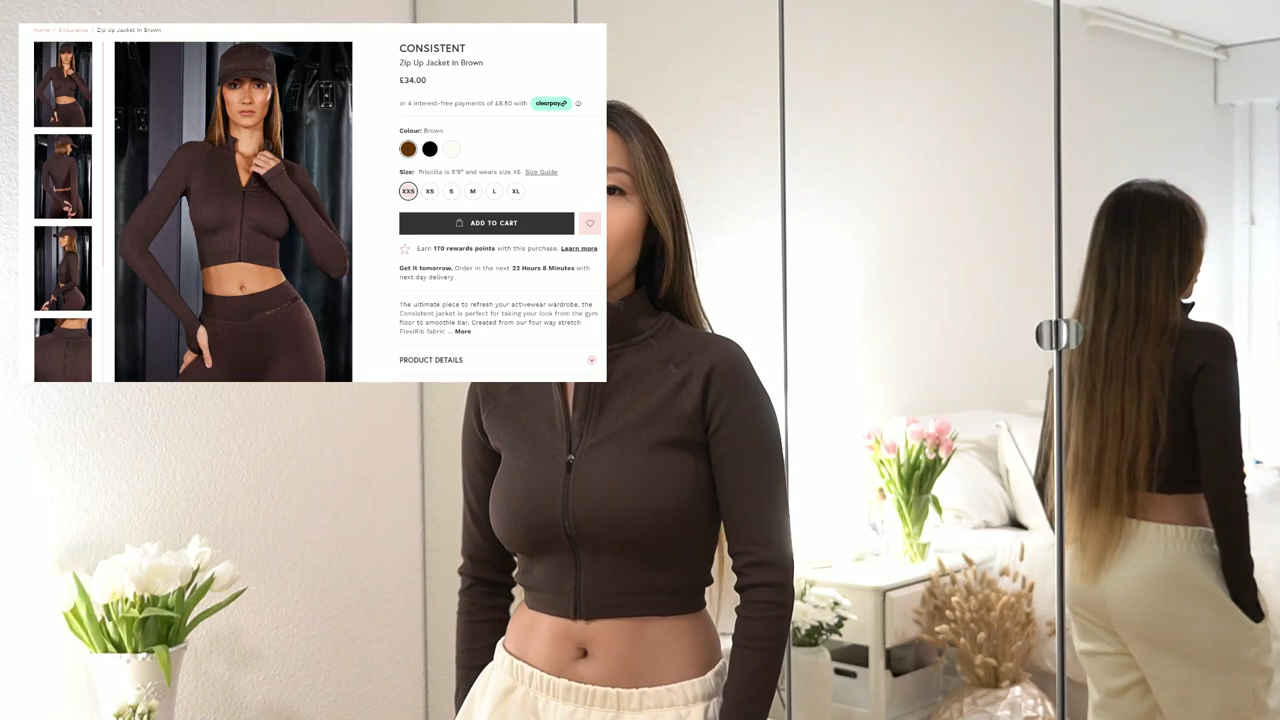 Home / Endurance / Zip Up Jacket in Brown
CONSISTENT
Zip Up Jacket in Brown
£34.00
or 4 interest-free payments of £8.50 with clearpay
Colour: Brown
Size: Priscilla is 5'9" and wears size XS Size Guide
XXS XS S M L XL
ADD TO CART
Earn 170 rewards points with this purchase. Learn more
Get it tomorrow. Order in the next 22 Hours 8 Minutes with
next day delivery
The ultimate piece to refresh your activewear wardrobe, the
Consistent jacket is perfect for taking your look from the gym
floor to smoothie bar. Created from our four way stretch
FlexiRib fabric ... More
PRODUCT DETAILS